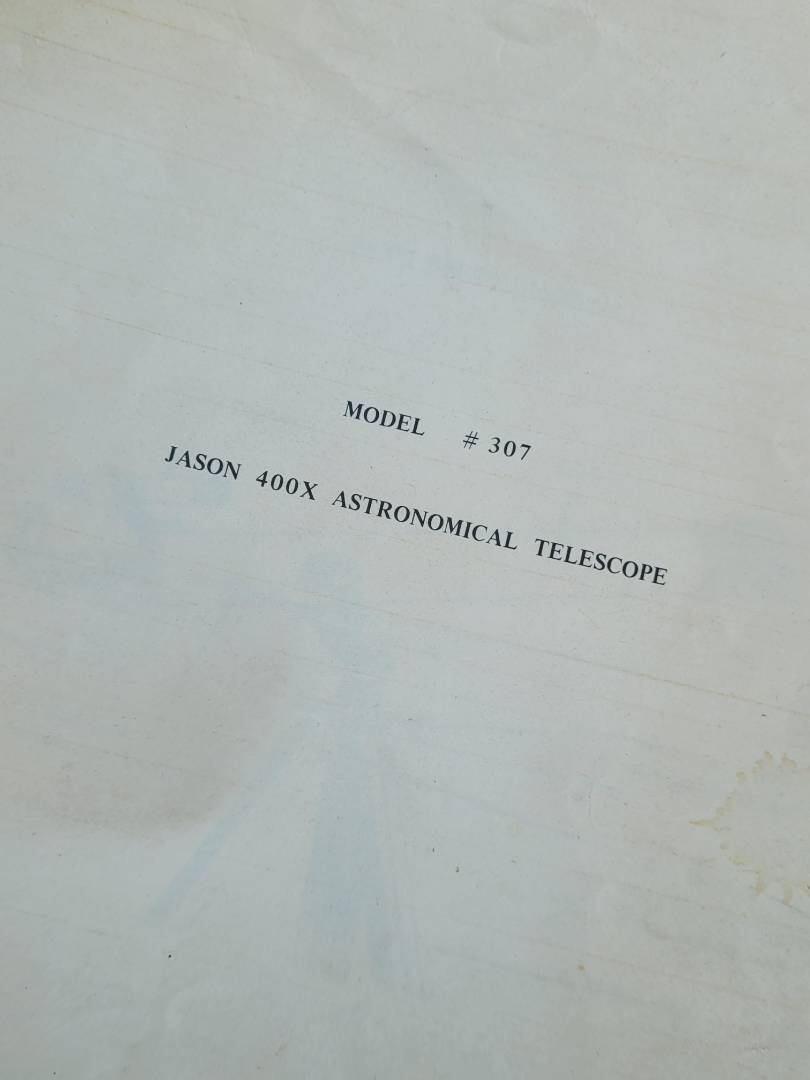 MODEL # 307
JASON 400X ASTRONOMICAL TELESCOPE